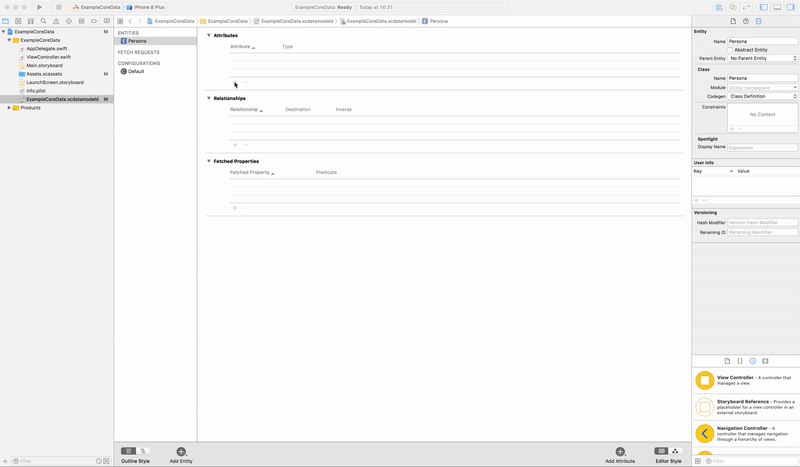 ExampleCoreData
iPhone 8 Plus
ExampleCoreData: Ready
Today at 16:31
ExampleCoreData
ExampleCoreData
ExampleCoreData.xcdatamodeld
ExampleCoreData.xcdatamodel
E Persona
ExampleCoreData M
ExampleCoreData
AppDelegate.swift
ViewController.swift
Main.storyboard
Assets.xcassets M
LaunchScreen.storyboard
Info.plist
ExampleCoreData.xcdatamodeld M
Products
Filter
ENTITIES
E Persona
FETCH REQUESTS
CONFIGURATIONS
Default
Attributes
Attribute Type
Relationships
Relationship Destination Inverse
Fetched Properties
Fetched Property Predicate
Outline Style
Add Entity
Add Attribute
Editor Style
Entity
Name Persona
Abstract Entity
Parent Entity No Parent Entity
Class
Name Persona
Module Global namespace
Codegen Class Definition
Constraints
No Content
Spotlight
Display Name Expression
User Info
Key Value
Versioning
Hash Modifier Version Hash Modifier
Renaming ID Renaming Identifier
View Controller - A controller that
manages a view.
Storyboard Reference - Provides a
placeholder for a view controller in an
external storyboard.
Navigation Controller - A
controller that manages navigation
through a hierarchy of views.
Filter